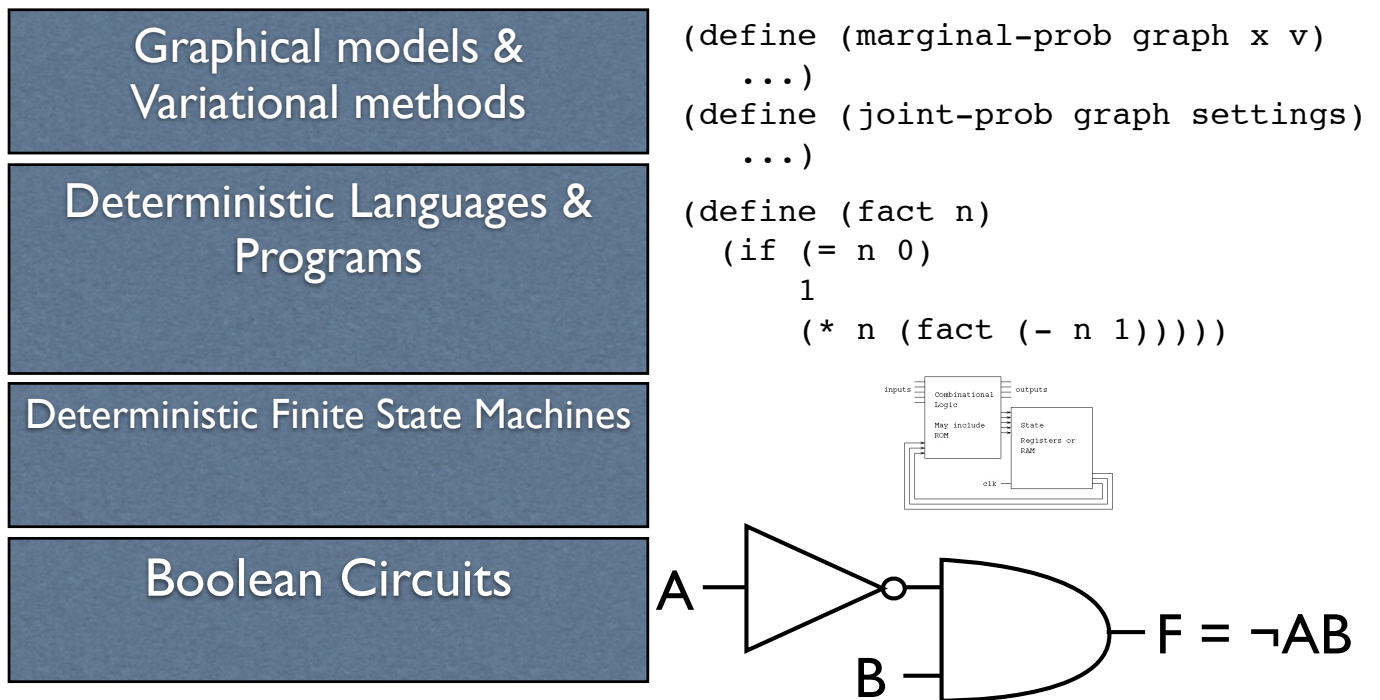 Graphical models &
Variational methods
(define (marginal-prob graph x v)
...)
(define (joint-prob graph settings)
...)
Deterministic Languages &
Programs
(define (fact n)
(if (= n 0)
1
(* n (fact (- n 1)))))
Deterministic Finite State Machines
inputs
Combinational
Logic
May include
ROM
outputs
State
Registers or
RAM
clk
Boolean Circuits
A
B
F = ¬AB